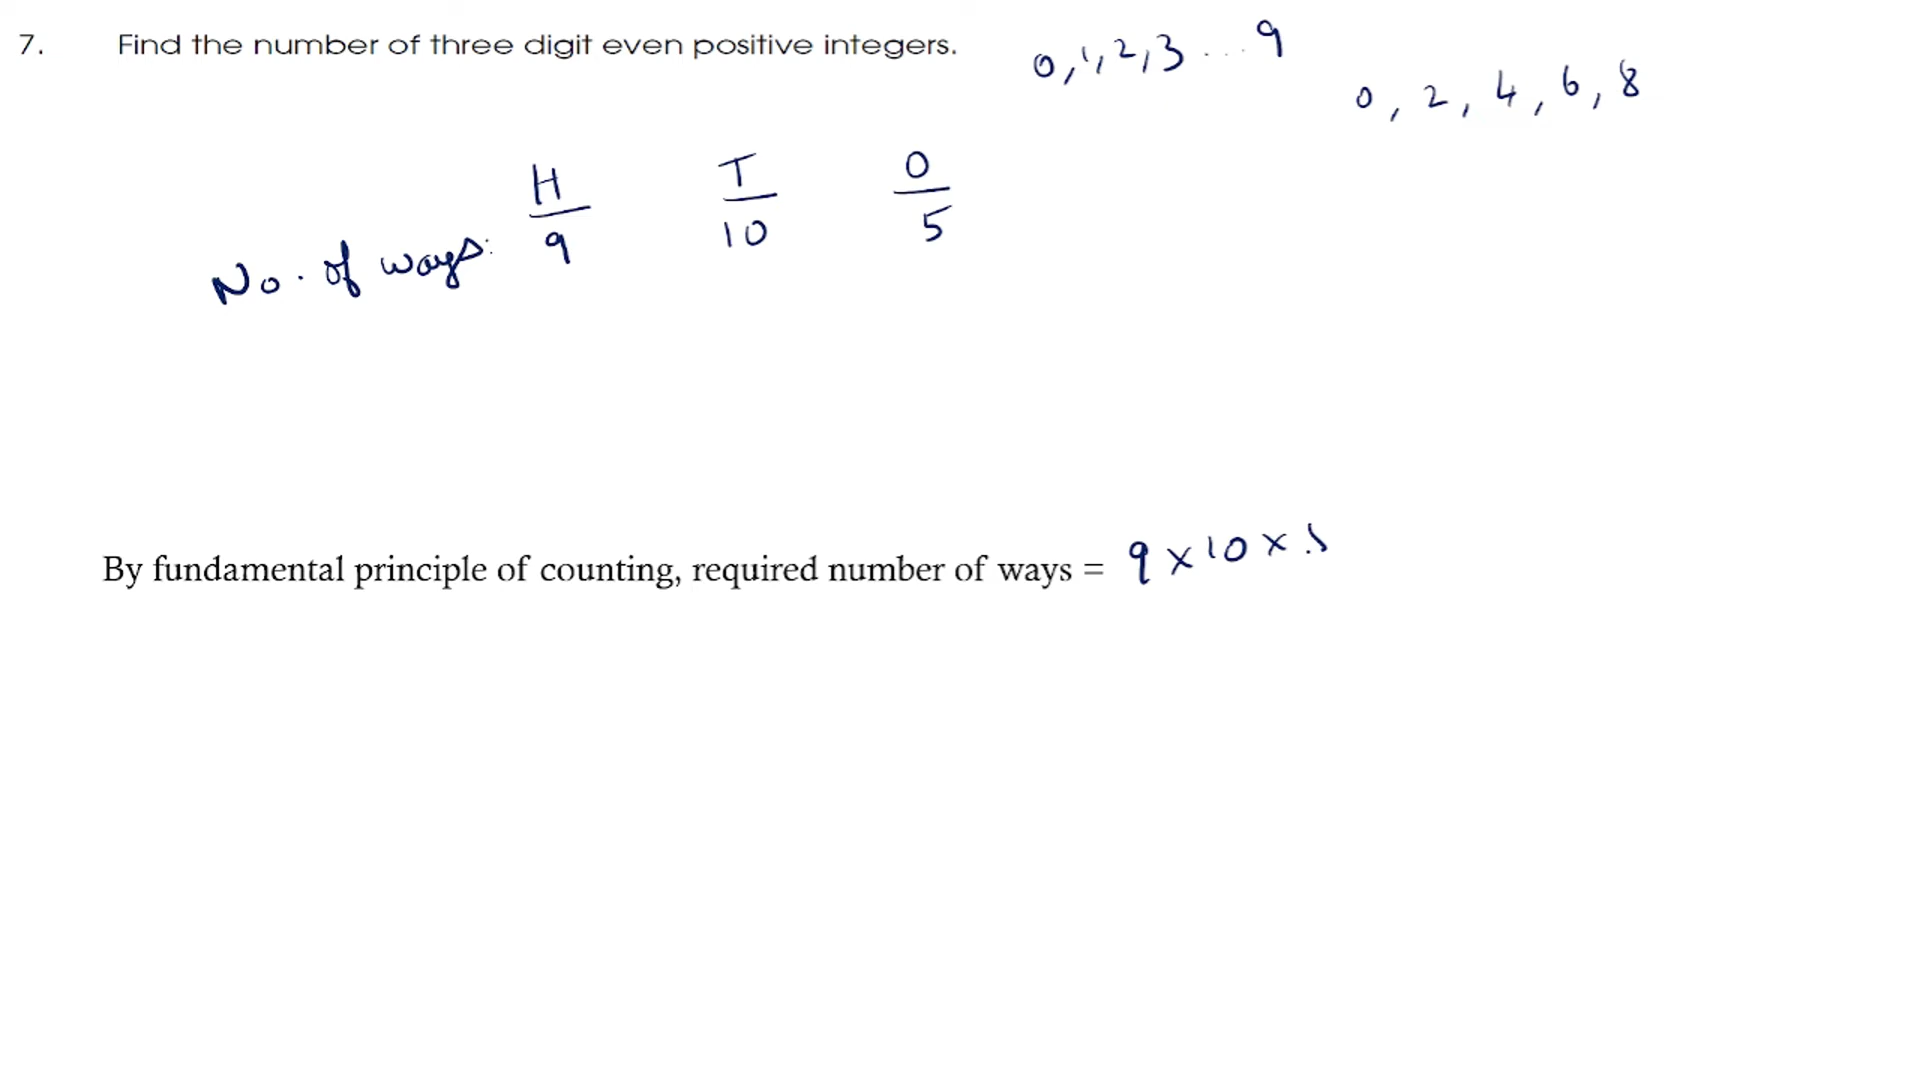 7. Find the number of three digit even positive integers. 0, 1, 2, 3 ... 9
0, 2, 4, 6, 8
H T O
No. of ways: 9 10 5
By fundamental principle of counting, required number of ways = 9 × 10 ×